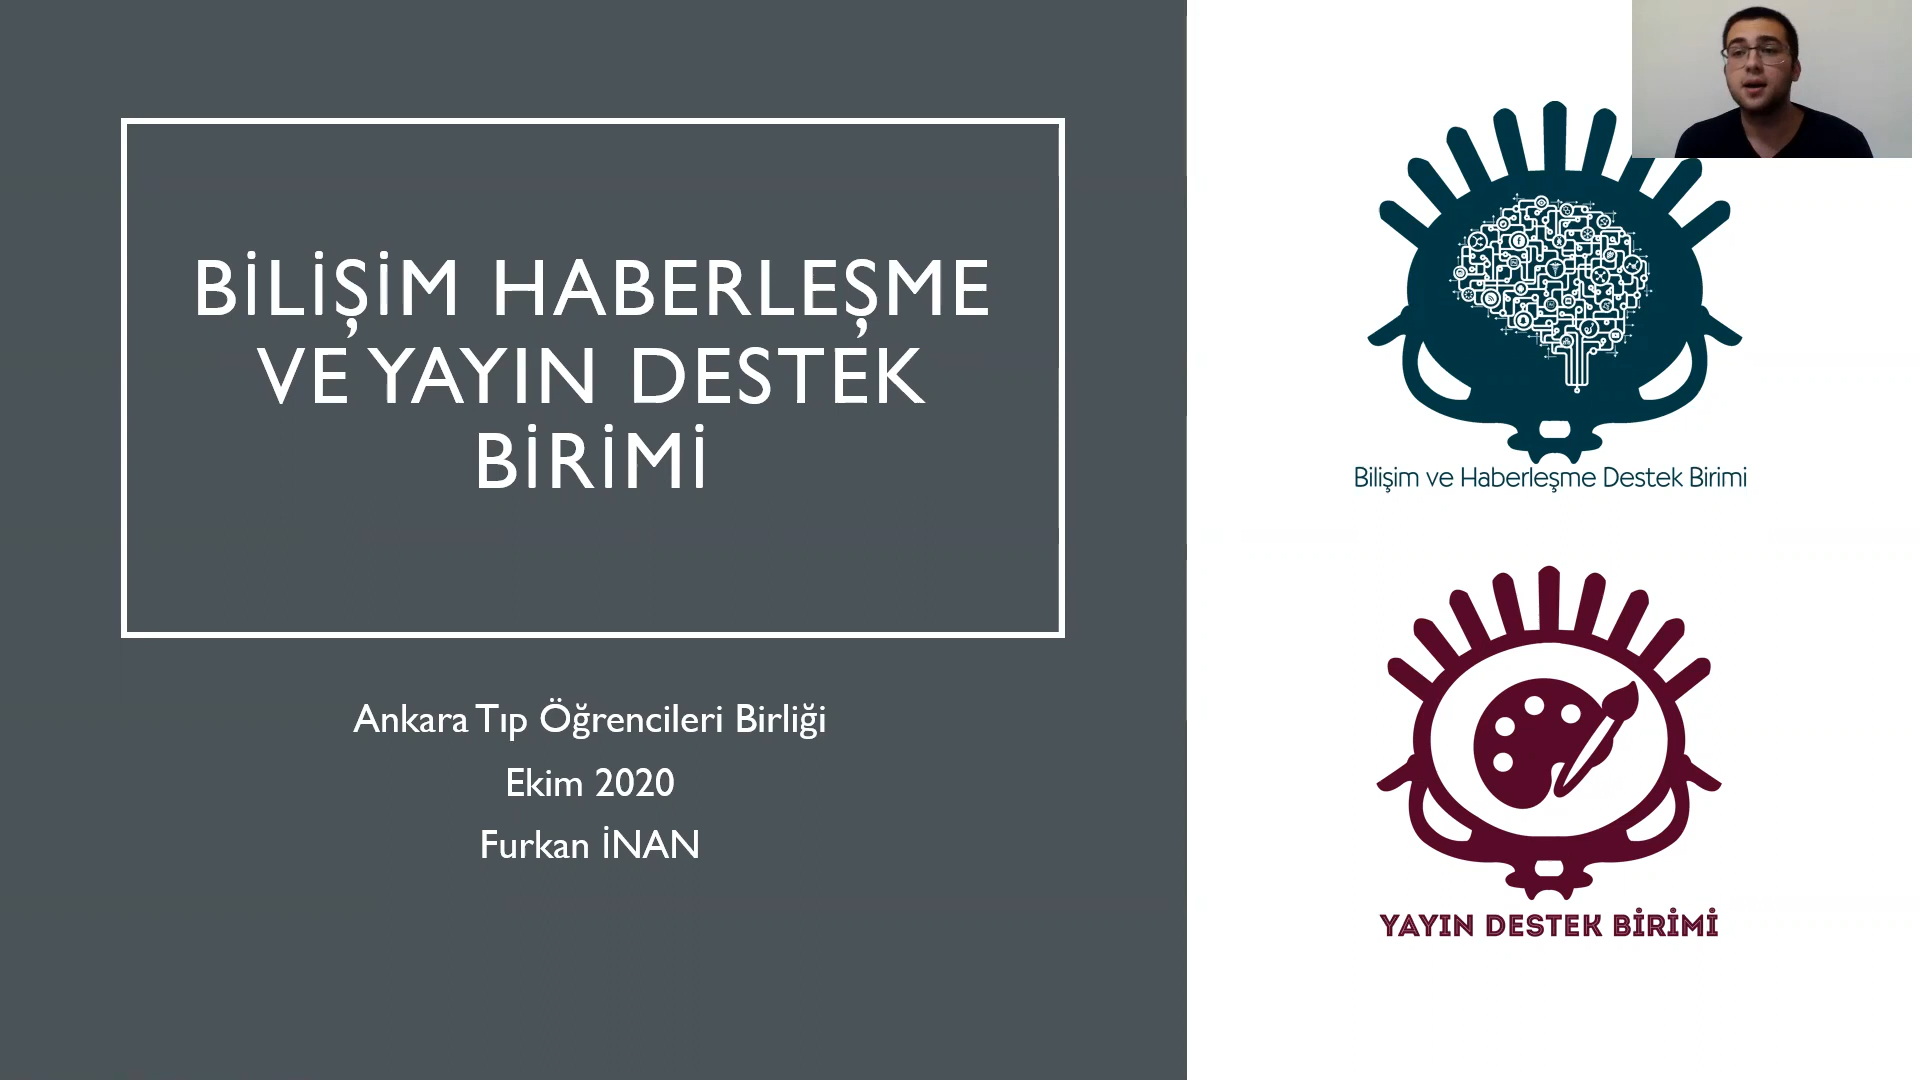 BİLİŞİM HABERLEŞME
VE YAYIN DESTEK
BİRİMİ
Ankara Tıp Öğrencileri Birliği
Ekim 2020
Furkan İNAN
Bilişim ve Haberleşme Destek Birimi
YAYIN DESTEK BİRİMİ